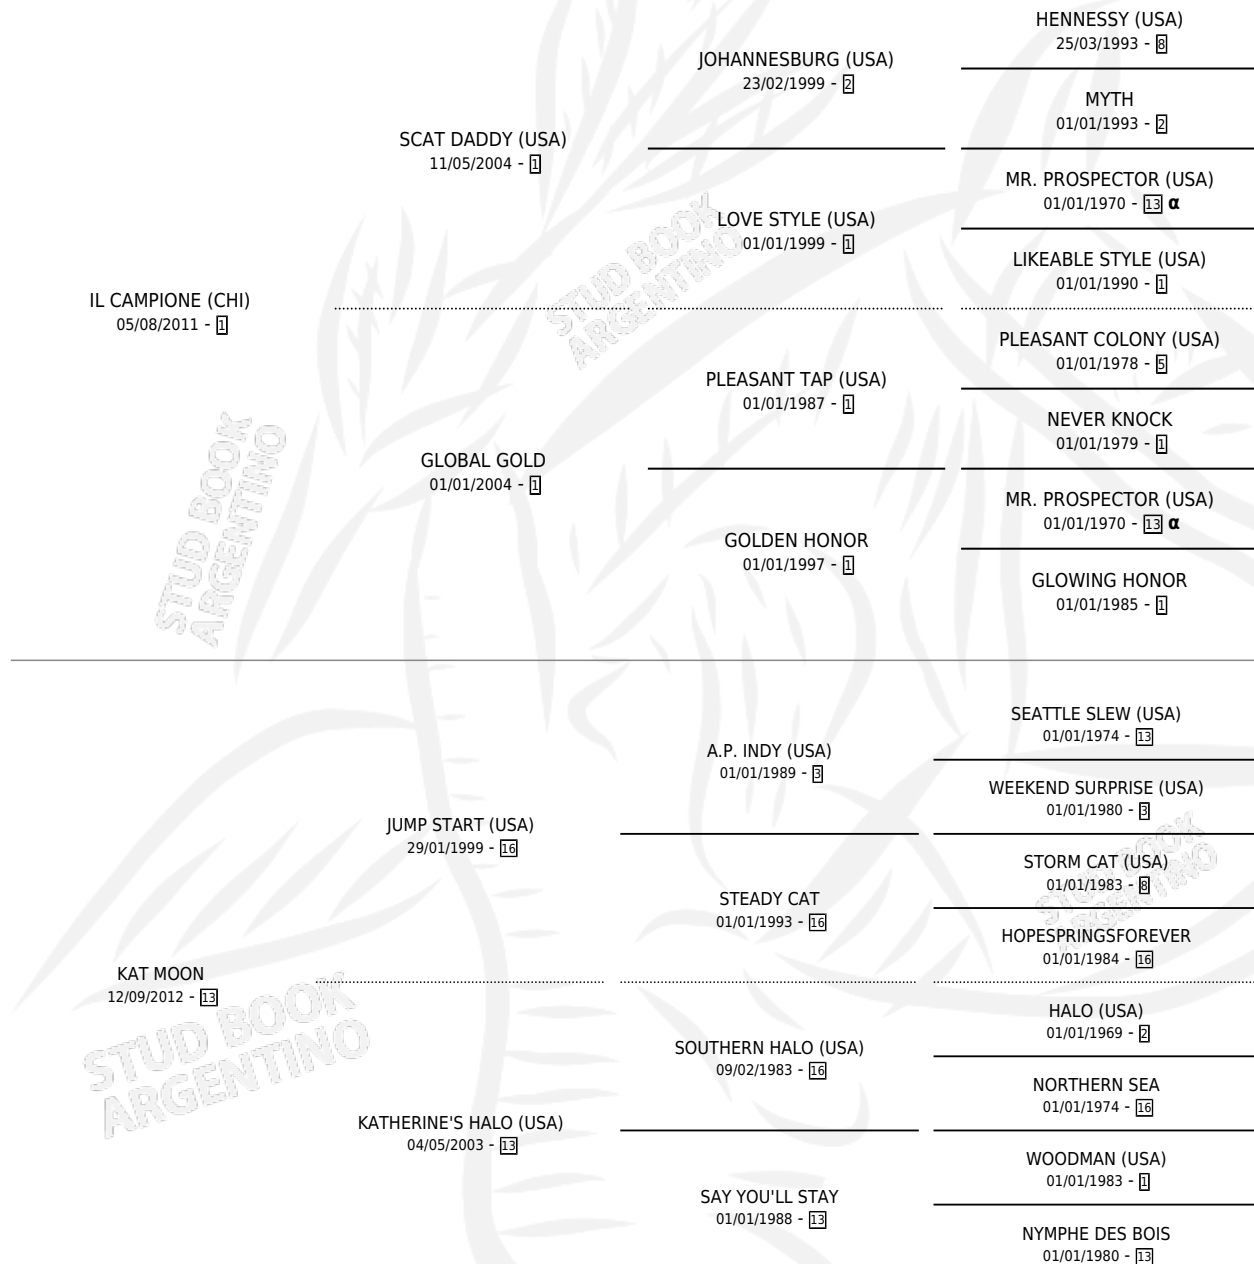 HENNESSY (USA)
25/03/1993 - 8
JOHANNESBURG (USA)
23/02/1999 - 2
MYTH
01/01/1993 - 2
SCAT DADDY (USA)
11/05/2004 - 1
MR. PROSPECTOR (USA)
01/01/1970 - 13 α
LOVE STYLE (USA)
01/01/1999 - 1
LIKEABLE STYLE (USA)
01/01/1990 - 1
IL CAMPIONE (CHI)
05/08/2011 - 1
PLEASANT COLONY (USA)
01/01/1978 - 5
PLEASANT TAP (USA)
01/01/1987 - 1
NEVER KNOCK
01/01/1979 - 1
GLOBAL GOLD
01/01/2004 - 1
MR. PROSPECTOR (USA)
01/01/1970 - 13 α
GOLDEN HONOR
01/01/1997 - 1
GLOWING HONOR
01/01/1985 - 1
SEATTLE SLEW (USA)
01/01/1974 - 13
A.P. INDY (USA)
01/01/1989 - 3
WEEKEND SURPRISE (USA)
01/01/1980 - 3
JUMP START (USA)
29/01/1999 - 16
STORM CAT (USA)
01/01/1983 - 8
STEADY CAT
01/01/1993 - 16
HOPESPRINGSFOREVER
01/01/1984 - 16
KAT MOON
12/09/2012 - 13
HALO (USA)
01/01/1969 - 2
SOUTHERN HALO (USA)
09/02/1983 - 16
NORTHERN SEA
01/01/1974 - 16
KATHERINE'S HALO (USA)
04/05/2003 - 13
WOODMAN (USA)
01/01/1983 - 1
SAY YOU'LL STAY
01/01/1988 - 13
NYMPHE DES BOIS
01/01/1980 - 13
STUD BOOK
ARGENTINO
STUD BOOK
ARGENTINO
STUD BOOK
ARGENTINO
STUD BOOK
ARGENTINO